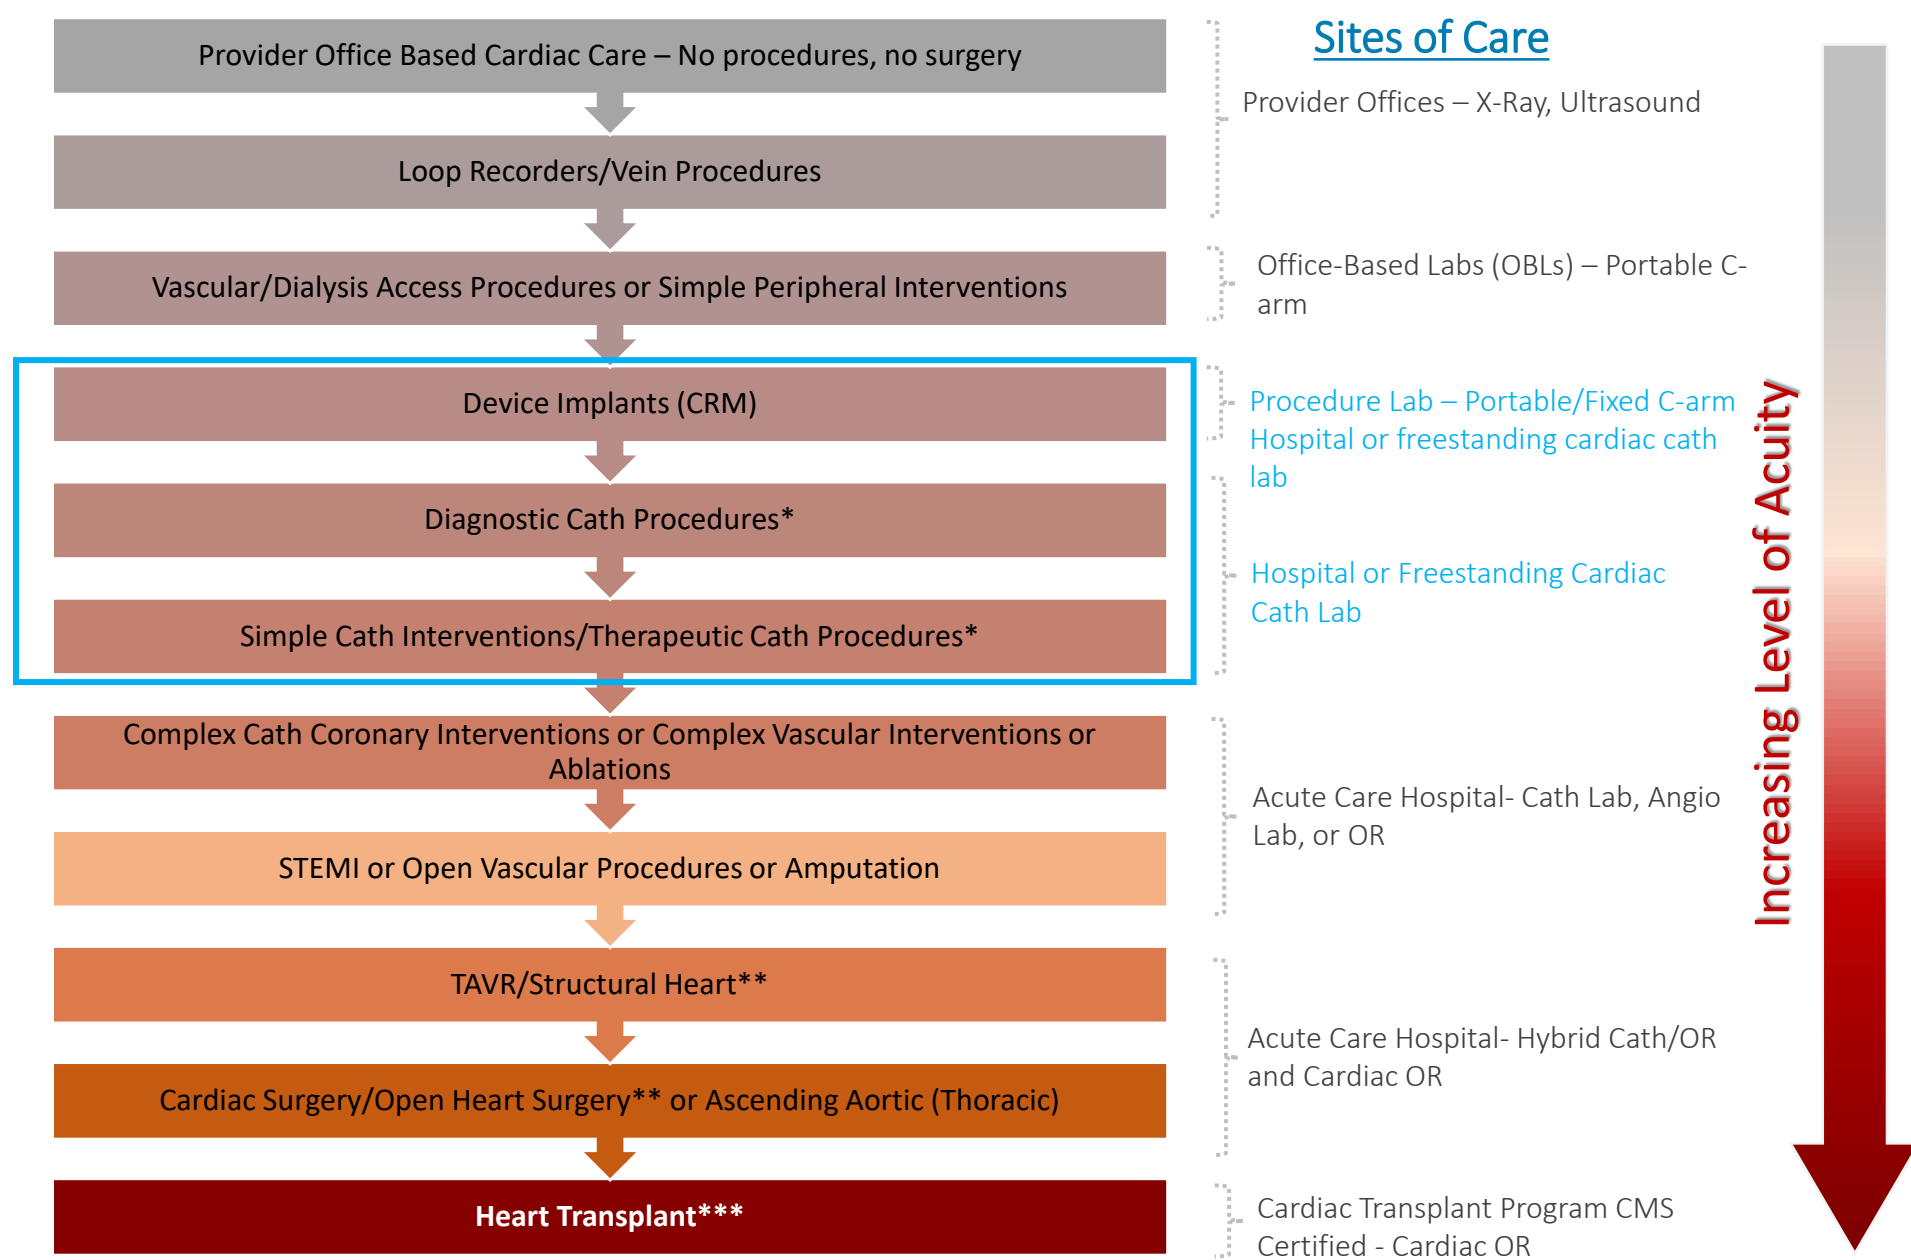 Sites of Care
Provider Office Based Cardiac Care – No procedures, no surgery
Provider Offices – X-Ray, Ultrasound
Loop Recorders/Vein Procedures
Vascular/Dialysis Access Procedures or Simple Peripheral Interventions
Office-Based Labs (OBLs) – Portable C-
arm
Device Implants (CRM)
Procedure Lab – Portable/Fixed C-arm
Hospital or freestanding cardiac cath
lab
Diagnostic Cath Procedures*
Hospital or Freestanding Cardiac
Cath Lab
Simple Cath Interventions/Therapeutic Cath Procedures*
Complex Cath Coronary Interventions or Complex Vascular Interventions or
Ablations
Acute Care Hospital- Cath Lab, Angio
Lab, or OR
STEMI or Open Vascular Procedures or Amputation
TAVR/Structural Heart**
Acute Care Hospital- Hybrid Cath/OR
and Cardiac OR
Cardiac Surgery/Open Heart Surgery** or Ascending Aortic (Thoracic)
Heart Transplant***
Cardiac Transplant Program CMS
Certified - Cardiac OR
Increasing Level of Acuity